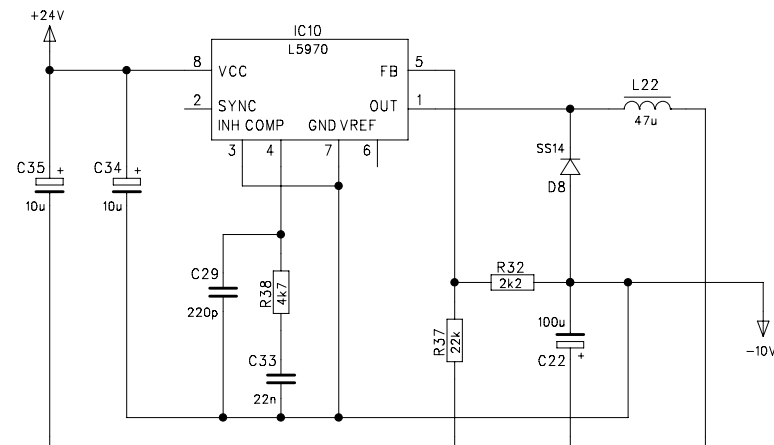 +24V
IC10
L5970
8 VCC FB 5
2 SYNC OUT 1
INH COMP GND VREF
3 4 7 6
L22
47u
SS14
D8
C35 +
10u
C34 +
10u
C29
220p
R38
4k7
C33
22n
R32
2k2
R37
22k
100u
C22 +
-10V